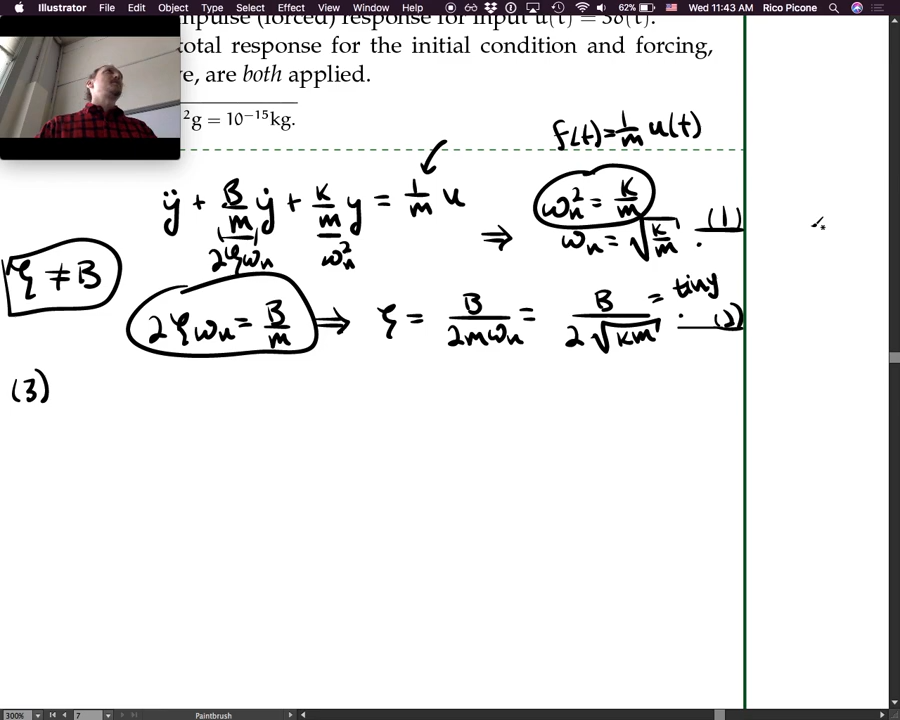 Illustrator File Edit Object Type Select Effect View Window Help 62% Wed 11:43 AM Rico Picone
mpulse (forced) response for input u(t) = 3δ(t).
total response for the initial condition and forcing,
ve, are both applied.
²g = 10⁻¹⁵kg.
f(t) = 1/m u(t)
ÿ + B/m ẏ + K/m y = 1/m u
2ζωₙ ωₙ²
⇒ ωₙ² = K/m
ωₙ = √(K/m) . (1)
ζ ≠ B
2ζωₙ = B/m ⇒ ζ = B/(2mωₙ) = B/(2√(Km)) = tiny . (2)
(3)
300% 7 Paintbrush